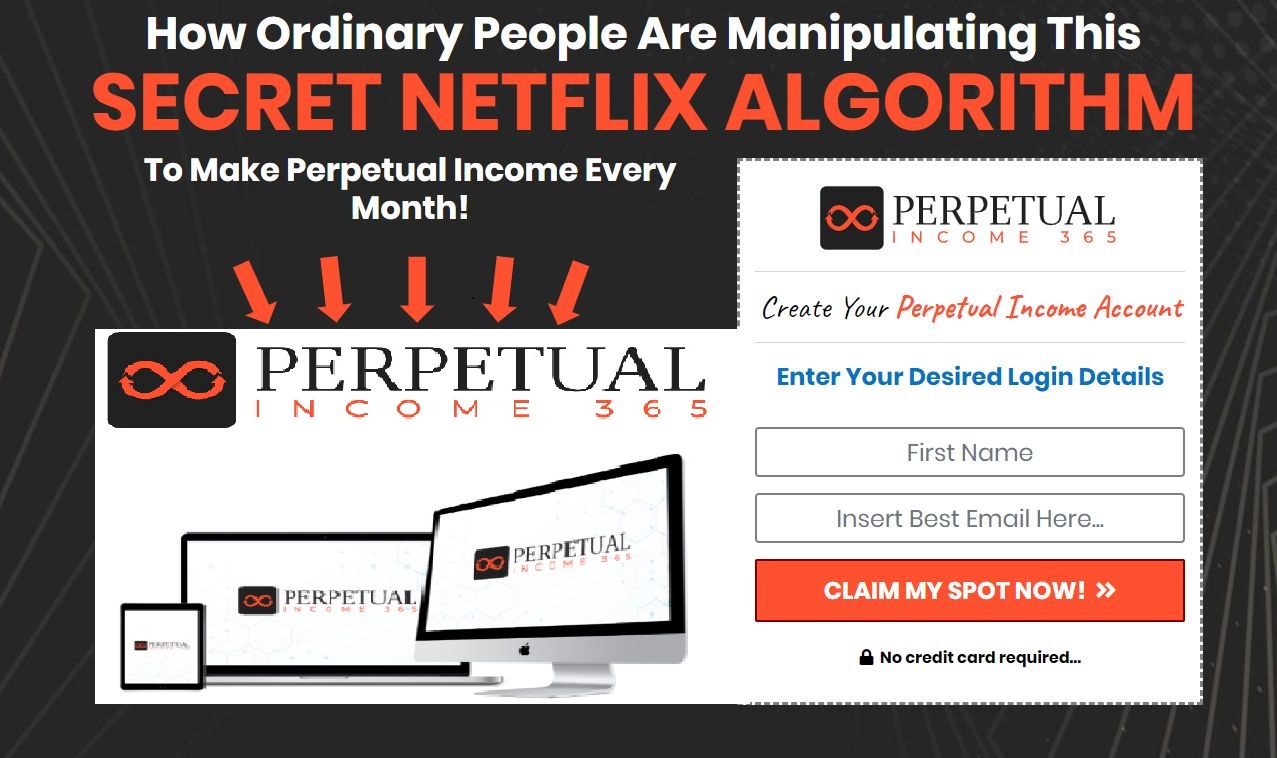 How Ordinary People Are Manipulating This
SECRET NETFLIX ALGORITHM
To Make Perpetual Income Every
Month!
PERPETUAL
INCOME 365
PERPETUAL
INCOME 365
PERPETUAL
INCOME 365
PERPETUAL
PERPETUAL
INCOME 365
Create Your Perpetual Income Account
Enter Your Desired Login Details
First Name
Insert Best Email Here...
CLAIM MY SPOT NOW! »
No credit card required...